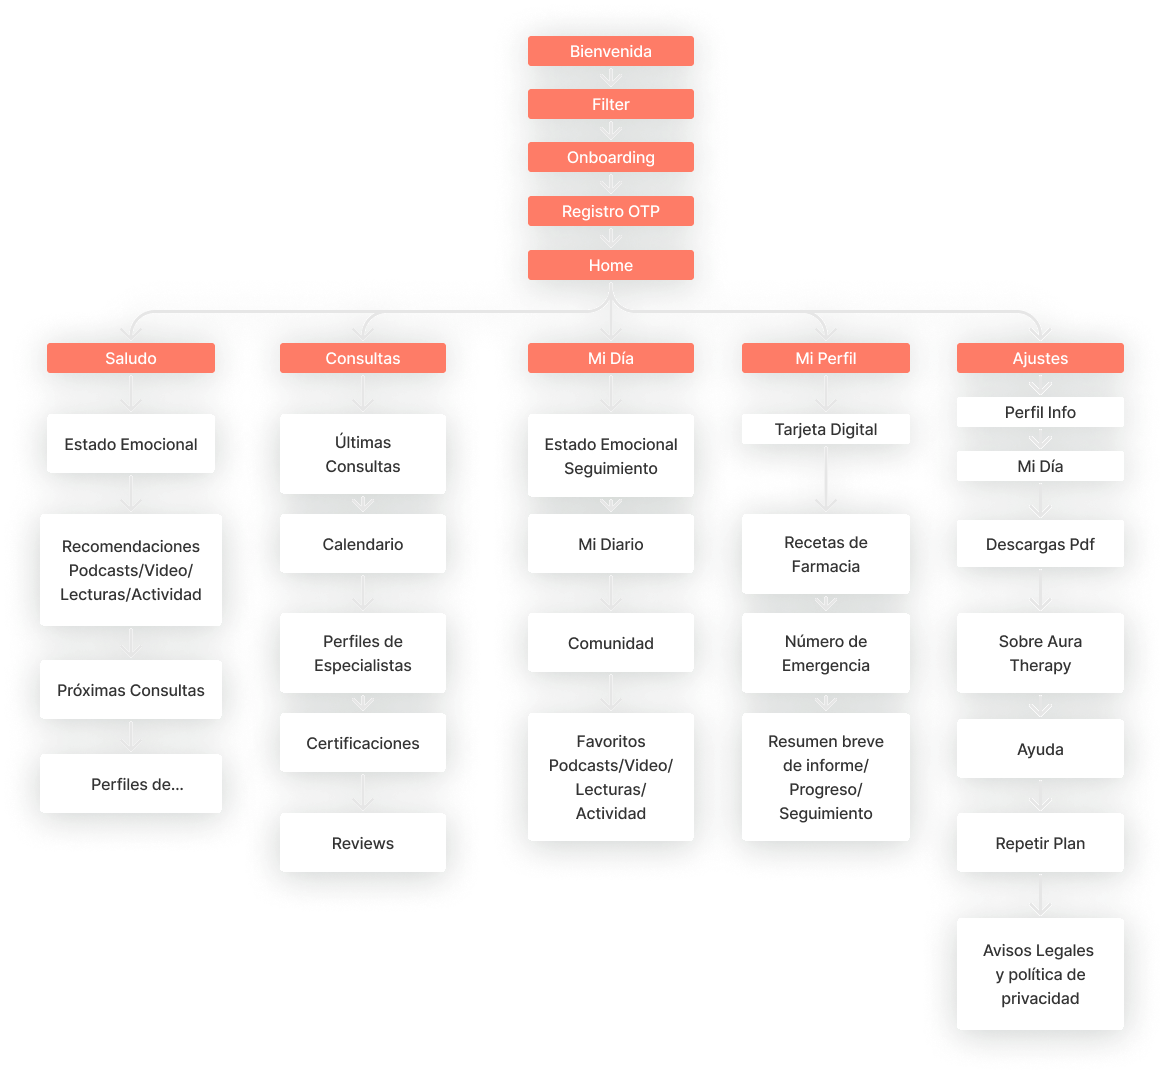 Bienvenida
Filter
Onboarding
Registro OTP
Home
Saludo
Estado Emocional
Recomendaciones
Podcasts/Video/
Lecturas/Actividad
Próximas Consultas
Perfiles de...
Consultas
Últimas
Consultas
Calendario
Perfiles de
Especialistas
Certificaciones
Reviews
Mi Día
Estado Emocional
Seguimiento
Mi Diario
Comunidad
Favoritos
Podcasts/Video/
Lecturas/
Actividad
Mi Perfil
Tarjeta Digital
Recetas de
Farmacia
Número de
Emergencia
Resumen breve
de informe/
Progreso/
Seguimiento
Ajustes
Perfil Info
Mi Día
Descargas Pdf
Sobre Aura
Therapy
Ayuda
Repetir Plan
Avisos Legales
y política de
privacidad